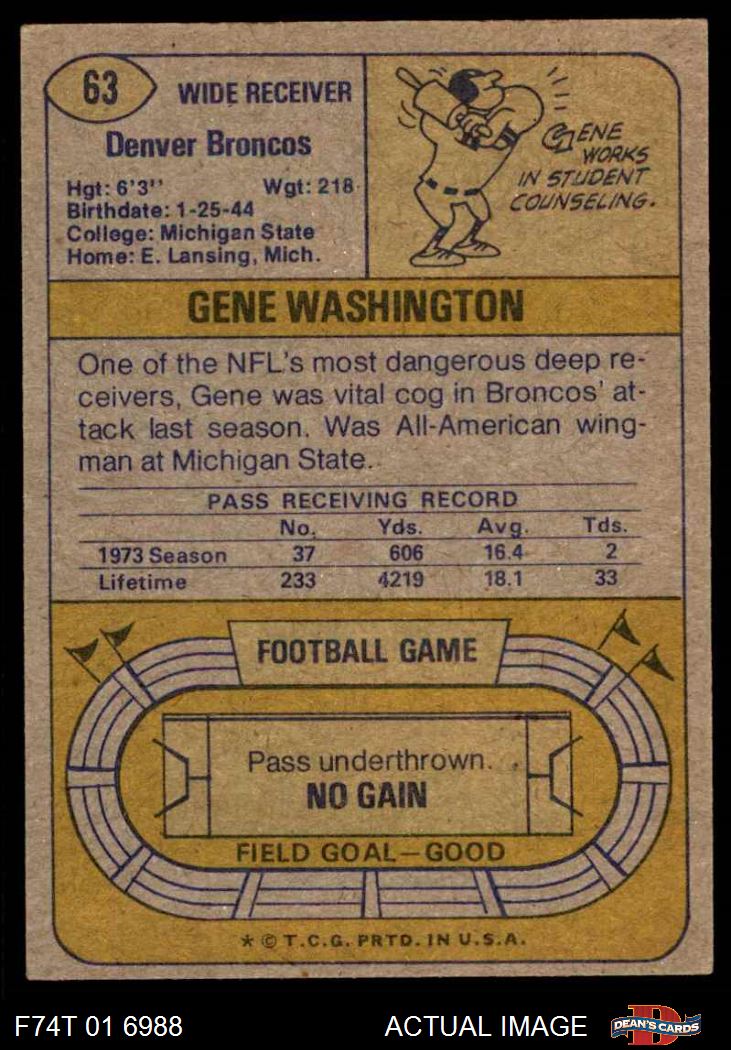 63
WIDE RECEIVER
Denver Broncos
Hgt: 6'3" Wgt: 218
Birthdate: 1-25-44
College: Michigan State
Home: E. Lansing, Mich.
GENE
WORKS
IN STUDENT
COUNSELING.
GENE WASHINGTON
One of the NFL's most dangerous deep re-
ceivers, Gene was vital cog in Broncos' at-
tack last season. Was All-American wing-
man at Michigan State.
PASS RECEIVING RECORD
No. Yds. Avg. Tds.
1973 Season 37 606 16.4 2
Lifetime 233 4219 18.1 33
FOOTBALL GAME
Pass underthrown.
NO GAIN
FIELD GOAL—GOOD
* © T.C.G. PRTD. IN U.S.A.
F74T 01 6988 ACTUAL IMAGE
DEAN'S CARDS